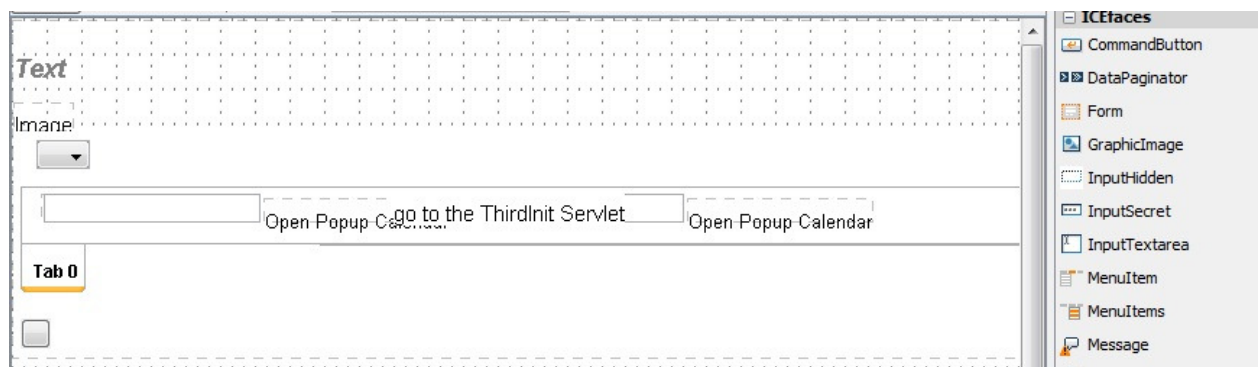 Text
Image
Open Popup Calendar go to the ThirdInit Servlet Open Popup Calendar
Tab 0
ICEfaces
CommandButton
DataPaginator
Form
GraphicImage
InputHidden
InputSecret
InputTextarea
MenuItem
MenuItems
Message